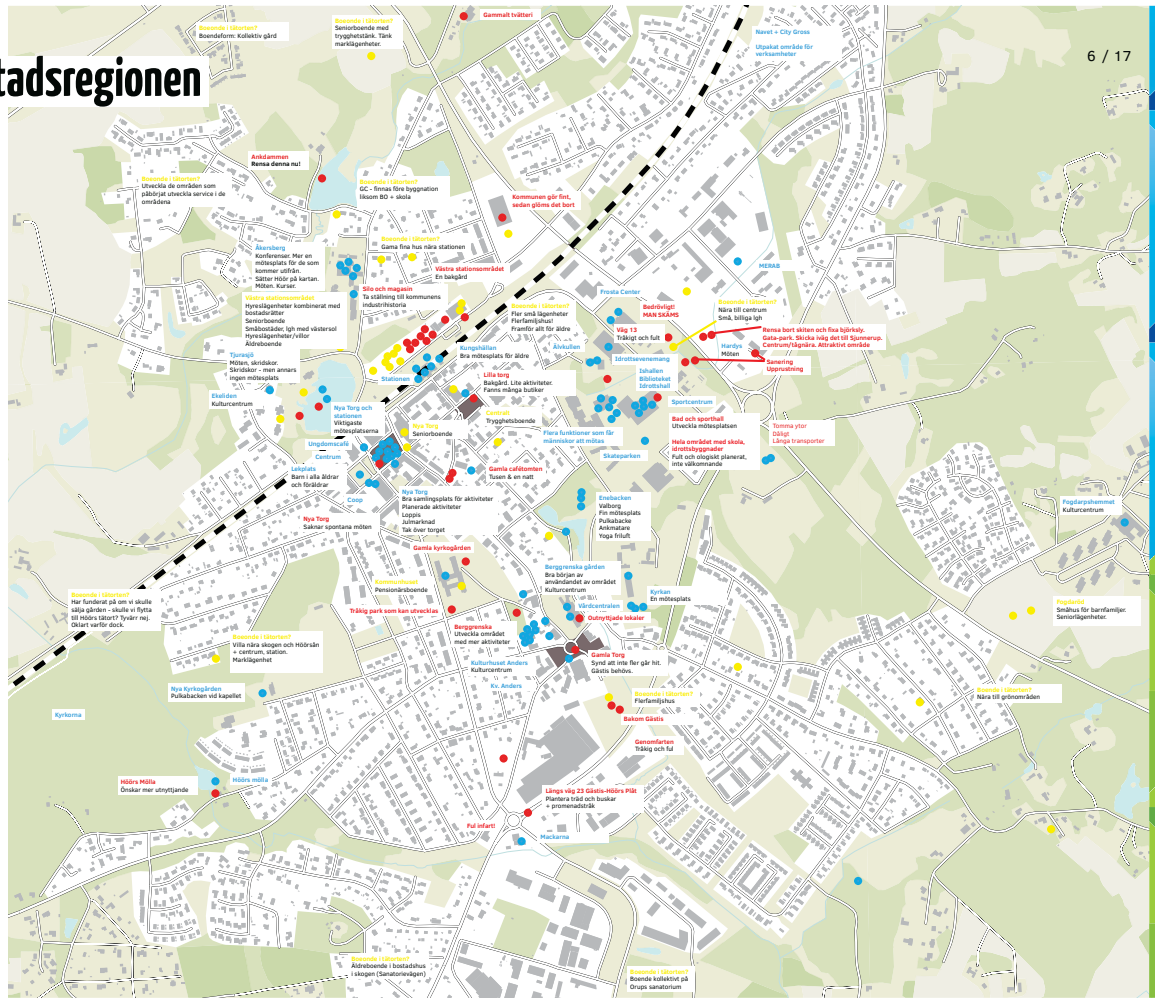 tadsregionen
6 / 17
Boende i tätorten?
Boendeform: Kollektiv gård
Boende i tätorten?
Seniorboende med
trygghetstänk. Tänk
marklägenheter.
Gammalt tvätteri
Navet + City Gross
Utpekat område för
verksamheter
Ankdammen
Rensa denna nu!
Boende i tätorten?
Utveckla de områden som
påbörjat utveckla service i de
områdena
Boende i tätorten?
GC - finnas före byggnation
liksom BO + skola
Kommunen gör fint,
sedan glöms det bort
Boende i tätorten?
Gama fina hus nära stationen
Åkersberg
Konferenser. Mer en
mötesplats för de som
kommer utifrån.
Sätter Höör på kartan.
Möten. Kurser.
Västra stationsområdet
En bakgård
MERAB
Silo och magasin
Ta ställning till kommunens
industrihistoria
Frosta Center
Västra stationsområdet
Hyreslägenheter kombinerat med
bostadsrätter
Seniorboende
Småbostäder, lgh med västersol
Hyreslägenheter/villor
Äldreboende
Boende i tätorten?
Fler små lägenheter
Flerfamiljshus!
Framför allt för äldre
Bedrövligt!
MAN SKÄMS
Boende i tätorten?
Nära till centrum
Små, billiga lgh
Väg 13
Tråkigt och fult
Rensa bort skiten och fixa björksly.
Gata-park. Skicka iväg det till Sjunnerup.
Centrum/tågnära. Attraktivt område
Kungshällan
Bra mötesplats för äldre
Älvkullen
Hardys
Möten
Idrottsevenemang
Sanering
Upprustning
Tjurasjö
Möten, skridskor.
Skridskor – men annars
ingen mötesplats
Stationen
Lilla torg
Bakgård. Lite aktiviteter.
Fanns många butiker
Ishallen
Biblioteket
Idrottshall
Ekeliden
Kulturcentrum
Sportcentrum
Nya Torg och
stationen
Viktigaste
mötesplatserna
Centralt
Trygghetsboende
Nya Torg
Seniorboende
Bad och sporthall
Utveckla mötesplatsen
Tomma ytor
Dåligt
Långa transporter
Flera funktioner som får
människor att mötas
Ungdomscafé
Centrum
Hela området med skola,
idrottsbyggnader
Fult och ologiskt planerat,
inte välkomnande
Skateparken
Lekplats
Barn i alla åldrar
och föräldrar
Gamla cafétomten
Tusen & en natt
Coop
Nya Torg
Bra samlingsplats för aktiviteter
Planerade aktiviteter
Loppis
Julmarknad
Tak över torget
Enebacken
Valborg
Fin mötesplats
Pulkabacke
Änkmatare
Yoga friluft
Fogdarpshemmet
Kulturcentrum
Nya Torg
Saknar spontana möten
Gamla kyrkogården
Berggrenska gården
Bra början av
användandet av området
Kulturcentrum
Kommunhuset
Pensionärsboende
Kyrkan
En mötesplats
Boende i tätorten?
Har funderat på om vi skulle
sälja gården – skulle vi flytta
till Höörs tätort? Tyvärr nej.
Oklart varför dock.
Tråkig park som kan utvecklas
Vårdcentralen
Outnyttjade lokaler
Småhus för barnfamiljer.
Seniorlägenheter.
Berggrenska
Utveckla området
med mer aktiviteter
Boende i tätorten?
Villa nära skogen och Höörsån
+ centrum, station.
Marklägenhet
Gamla Torg
Synd att inte fler går hit.
Gästis behövs.
Kulturhuset Anders
Kulturcentrum
Kv. Anders
Nya Kyrkogården
Pulkabacken vid kapellet
Boende i tätorten?
Flerfamiljshus
Boende i tätorten?
Nära till grönområden
Kyrkorna
Bakom Gästis
Genomfarten
Tråkig och ful
Höörs Mölla
Önskar mer utnyttjande
Höörs mölla
Längs väg 23 Gästis-Höörs Plåt
Plantera träd och buskar
+ promenadstråk
Ful infart!
Mackarna
Boende i tätorten?
Äldreboende i bostadshus
i skogen (Sanatorievägen)
Boende i tätorten?
Boende kollektivt på
Orups sanatorium